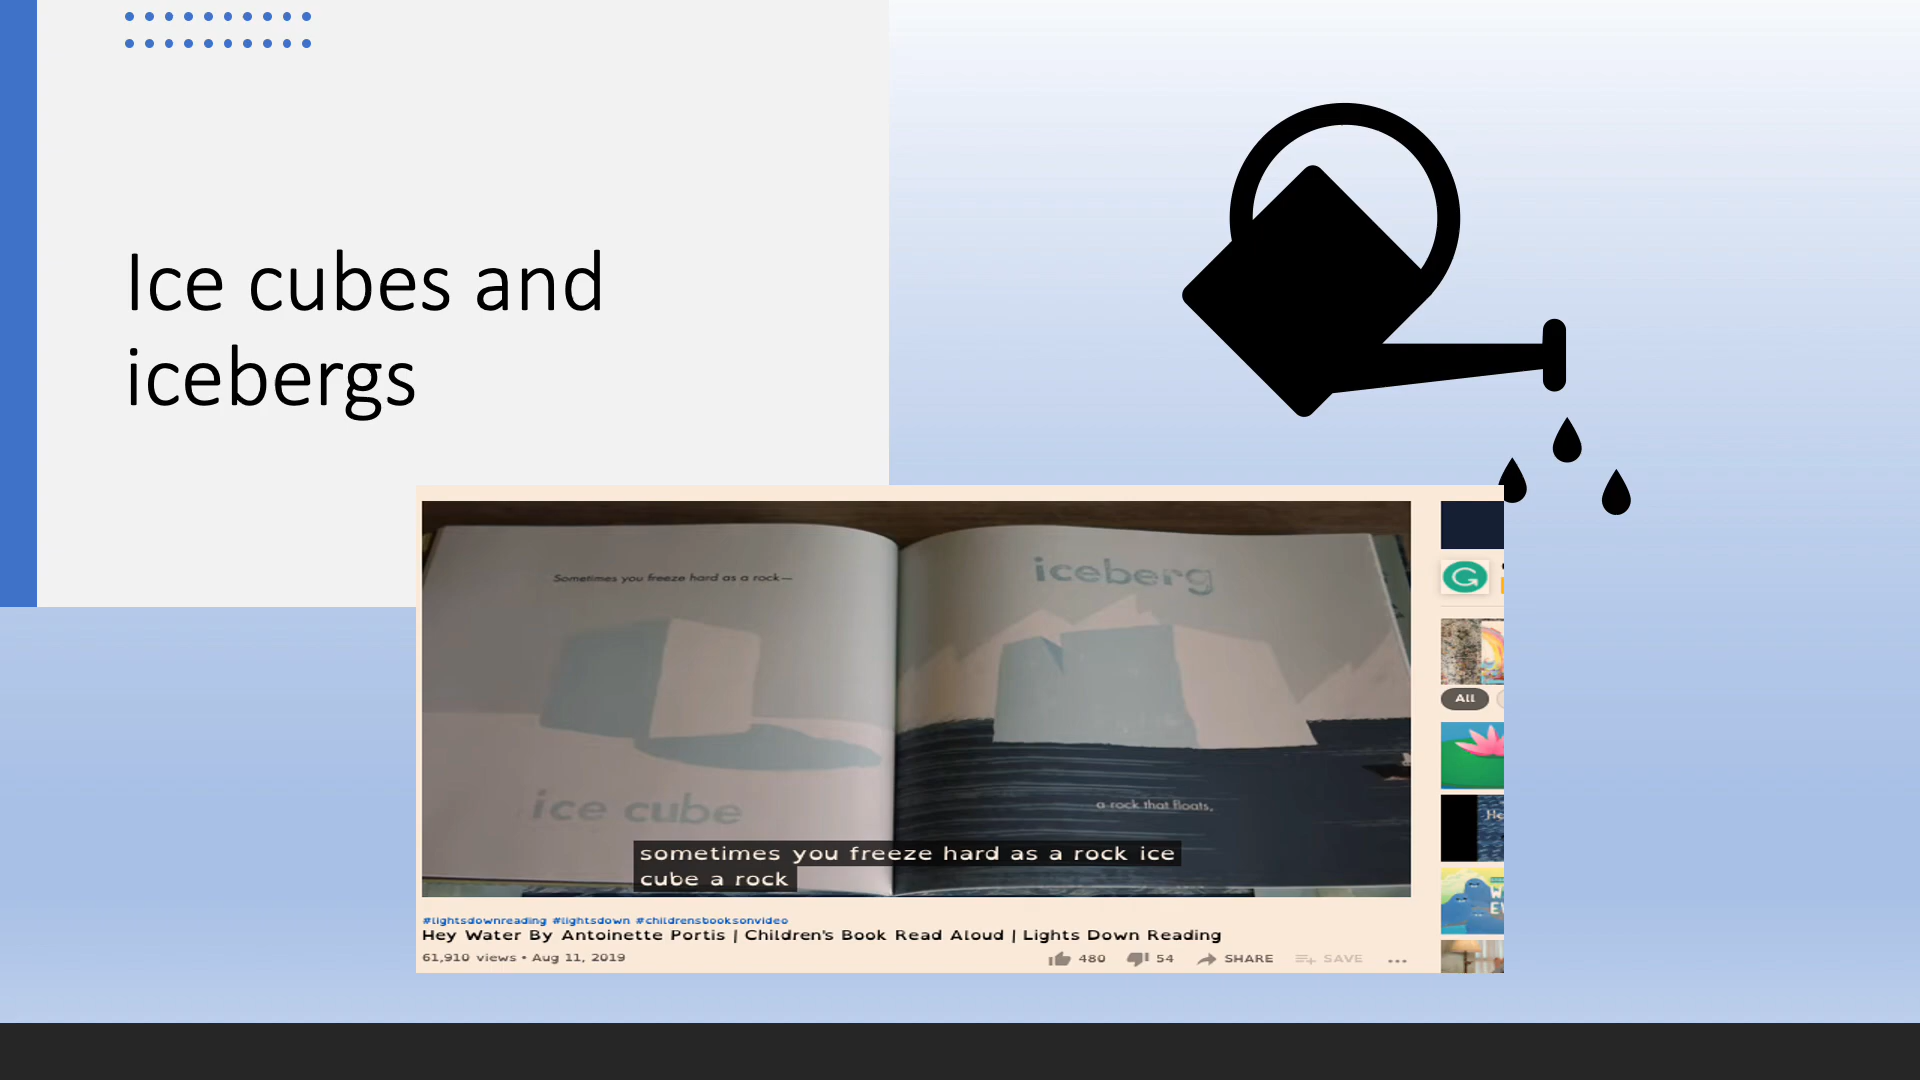 Ice cubes and
icebergs
Sometimes you freeze hard as a rock—
iceberg
ice cube
a rock that floats,
sometimes you freeze hard as a rock ice
cube a rock
#lightsdownreading #lightsdown #childrensbooksonvideo
Hey Water By Antoinette Portis | Children's Book Read Aloud | Lights Down Reading
61,910 views • Aug 11, 2019
480
54
SHARE
SAVE
ALL